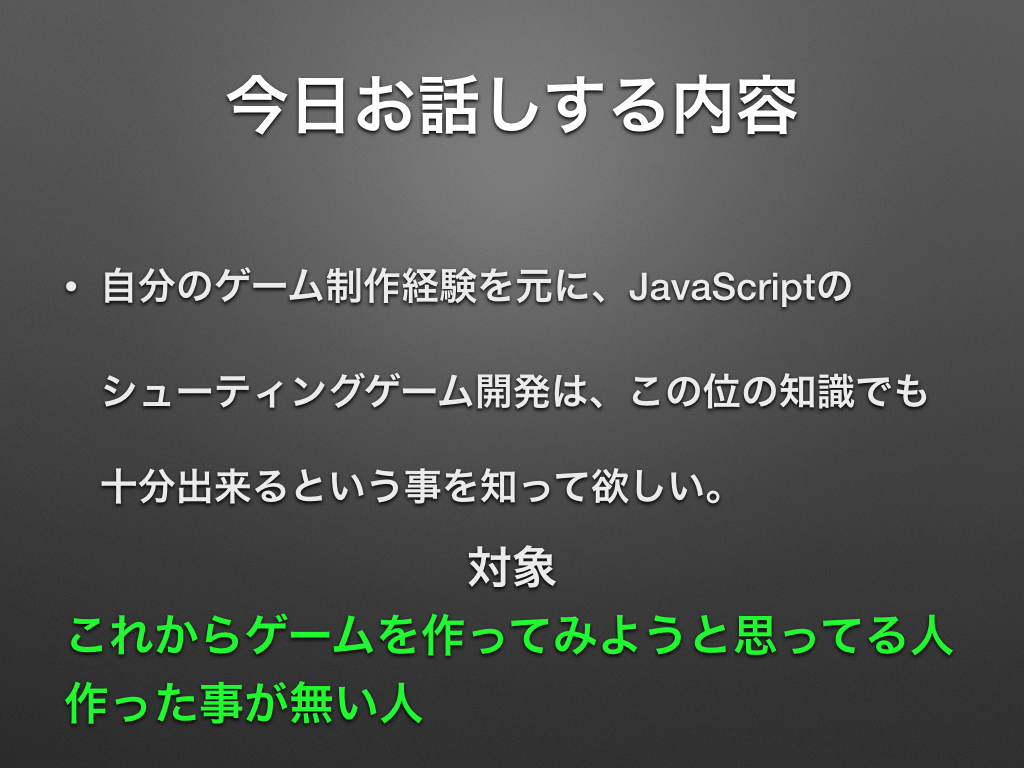 今日お話しする内容
• 自分のゲーム制作経験を元に、JavaScriptの
シューティングゲーム開発は、この位の知識でも
十分出来るという事を知って欲しい。
対象
これからゲームを作ってみようと思ってる人
作った事が無い人